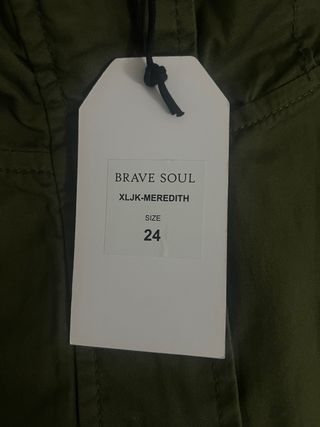 BRAVE SOUL
XLJK-MEREDITH
SIZE
24